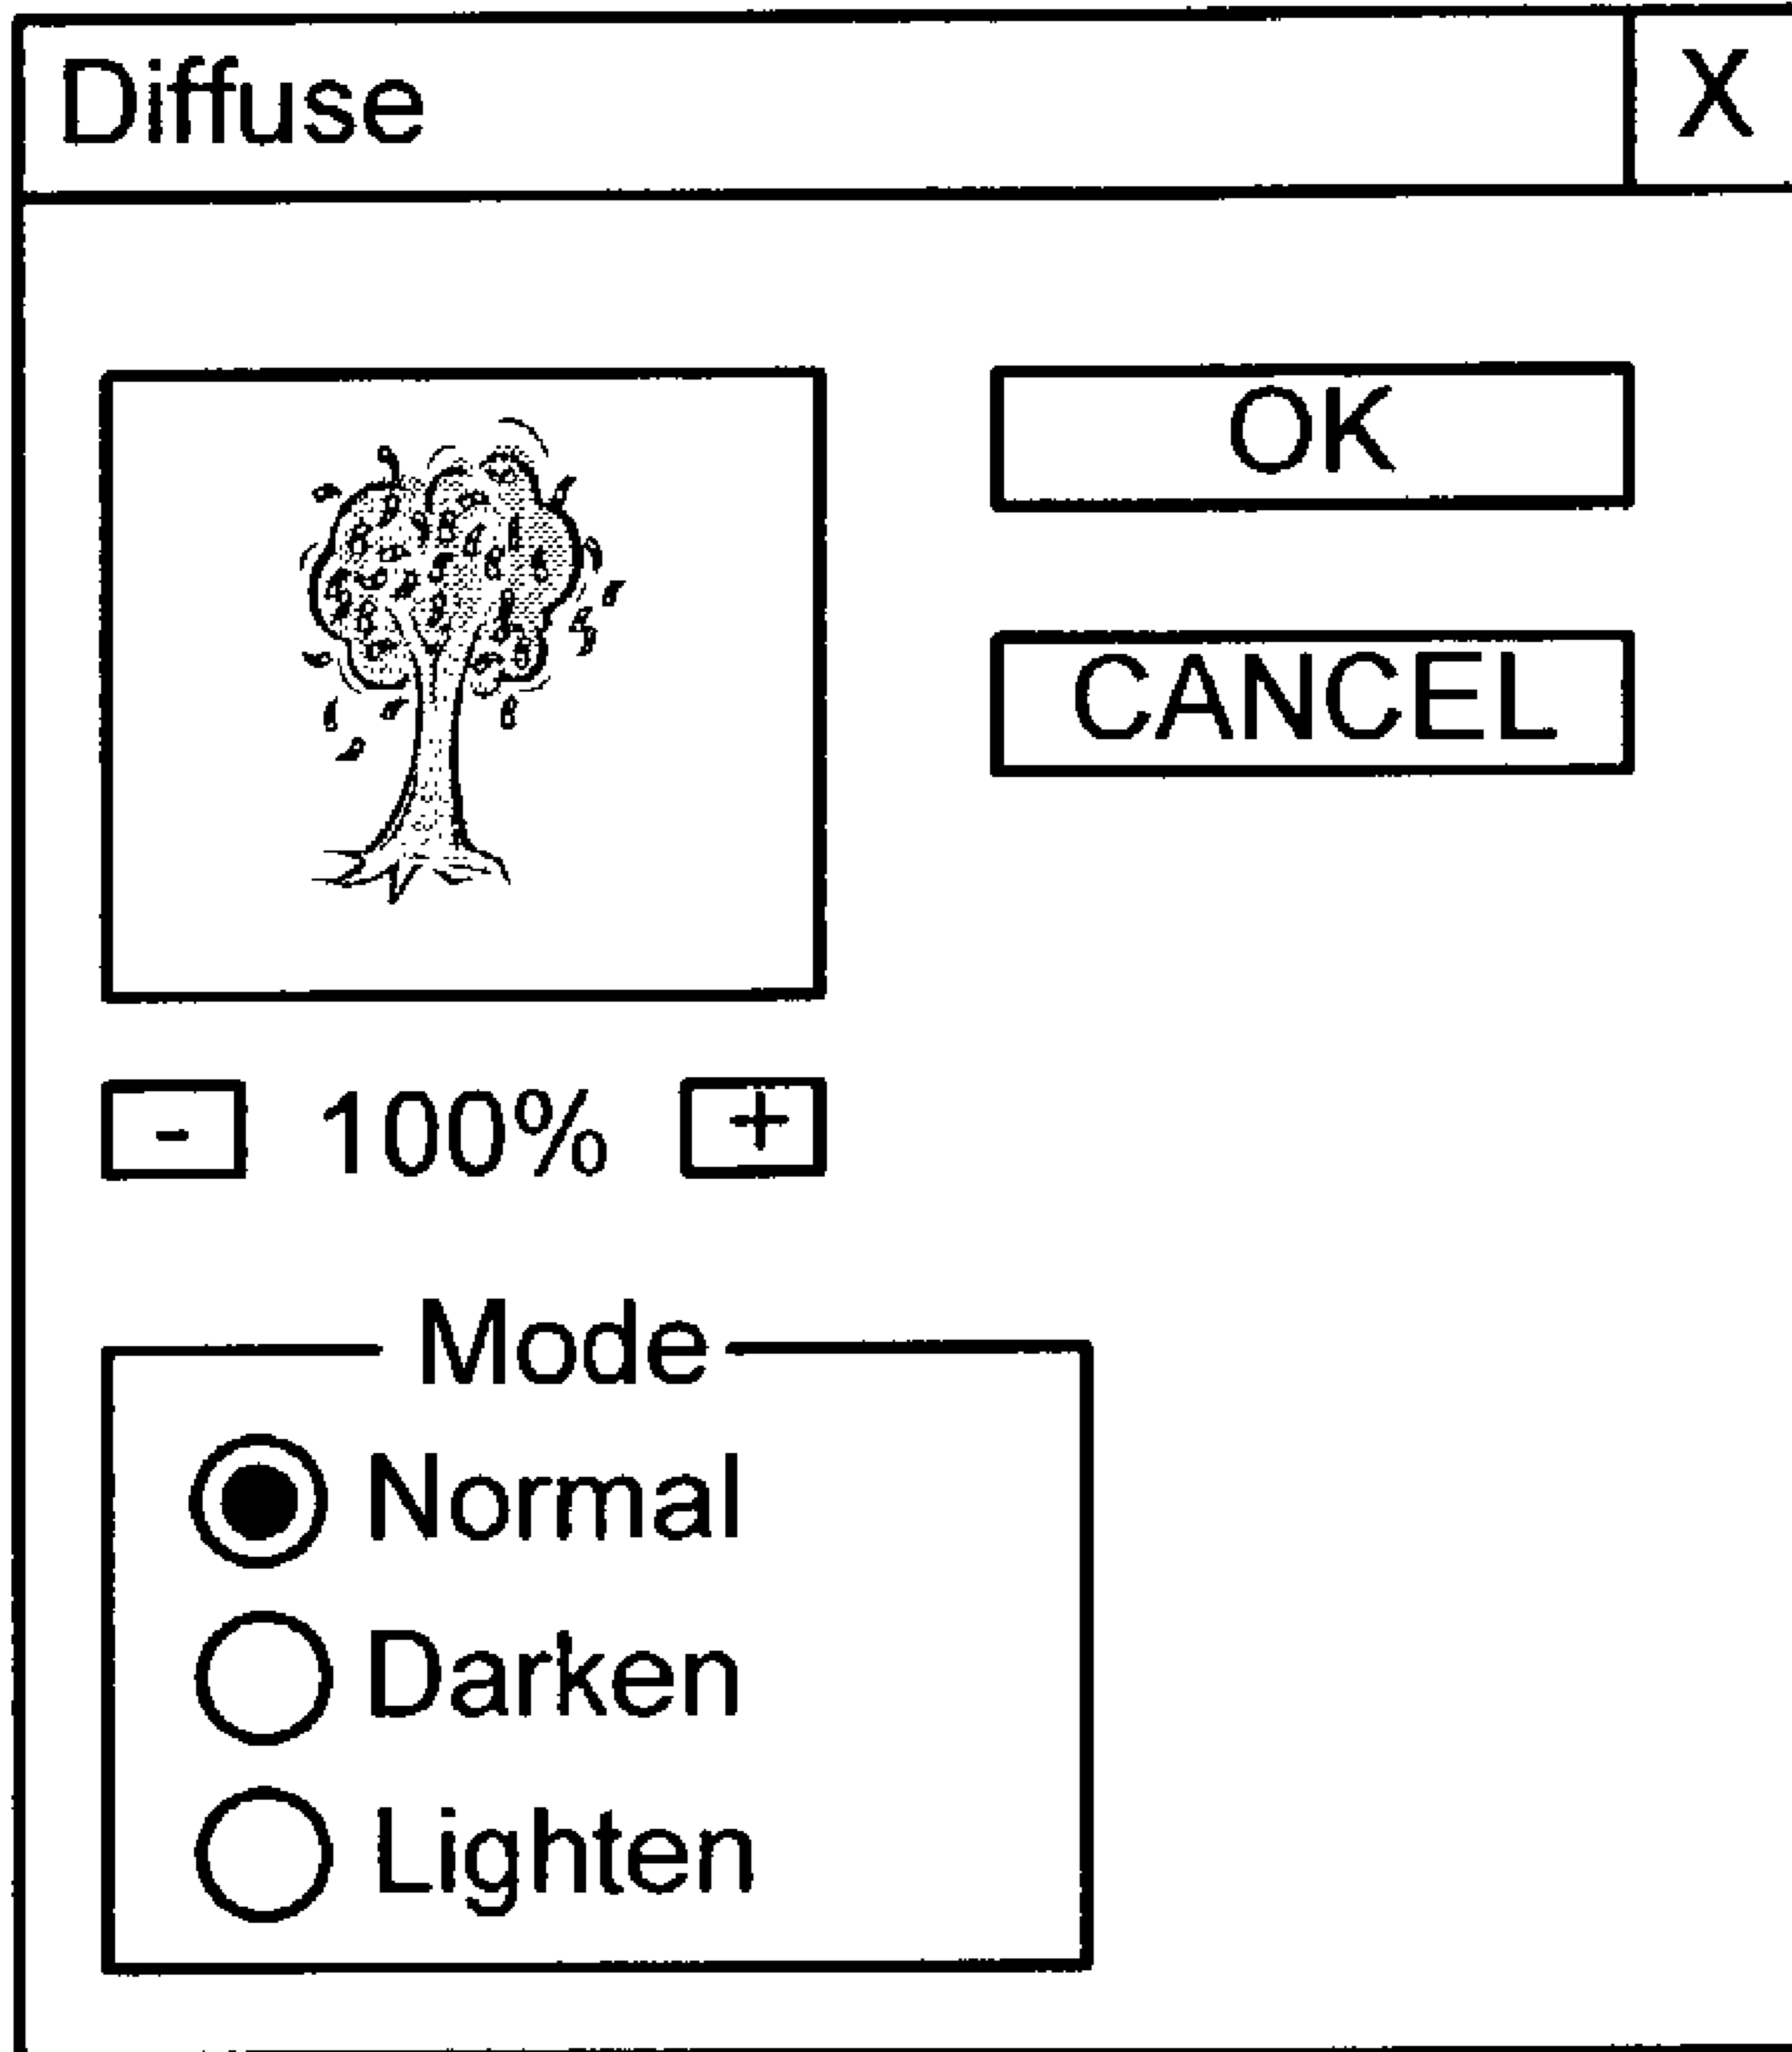 Diffuse X
OK
CANCEL
- 100% +
Mode
Normal
Darken
Lighten